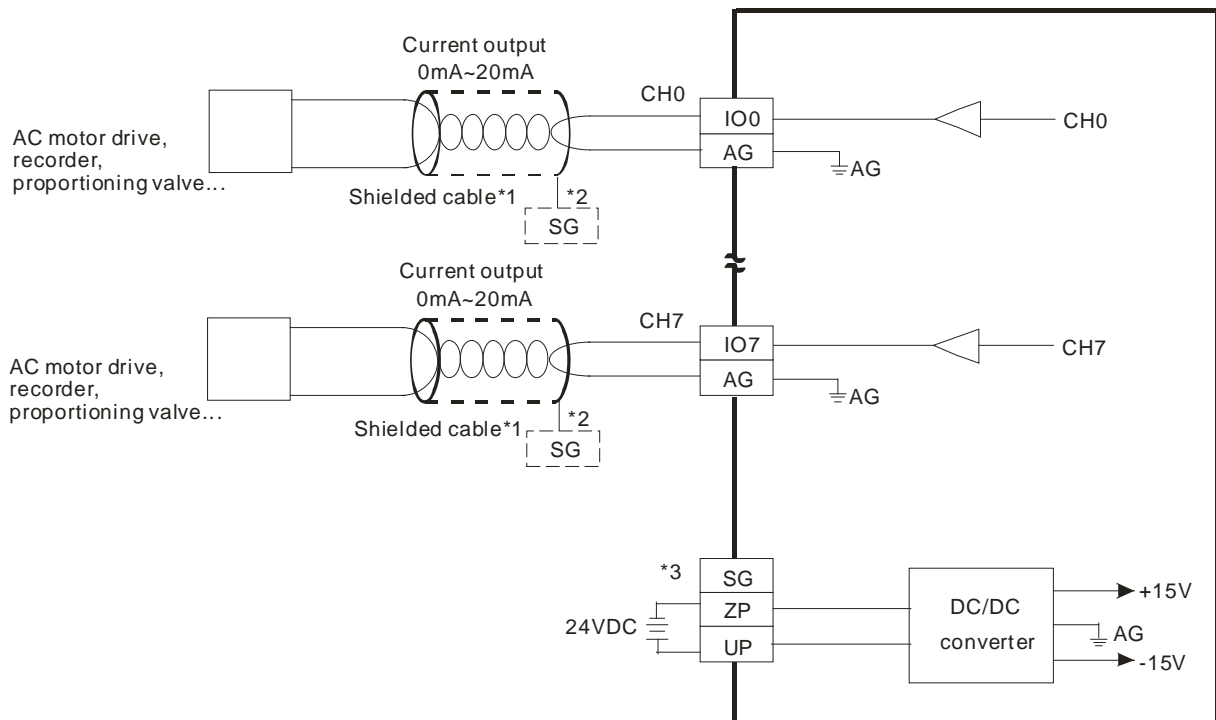 Current output
0mA~20mA
CH0
IO0
AG
CH0
AG
AC motor drive,
recorder,
proportioning valve...
Shielded cable*1
*2
SG
Current output
0mA~20mA
CH7
IO7
AG
CH7
AG
AC motor drive,
recorder,
proportioning valve...
Shielded cable*1
*2
SG
*3
SG
ZP
UP
24VDC
DC/DC
converter
+15V
AG
-15V